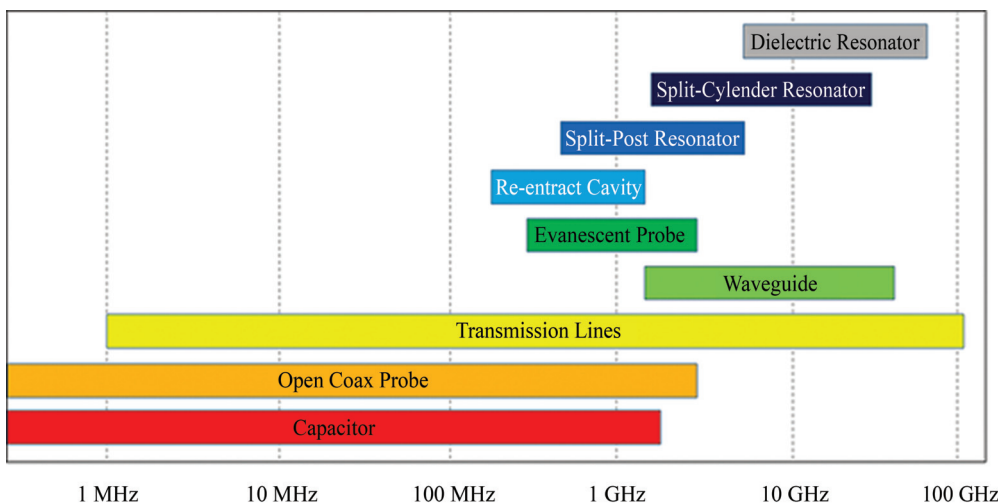 Dielectric Resonator
Split-Cylender Resonator
Split-Post Resonator
Re-entract Cavity
Evanescent Probe
Waveguide
Transmission Lines
Open Coax Probe
Capacitor
1 MHz 10 MHz 100 MHz 1 GHz 10 GHz 100 GHz